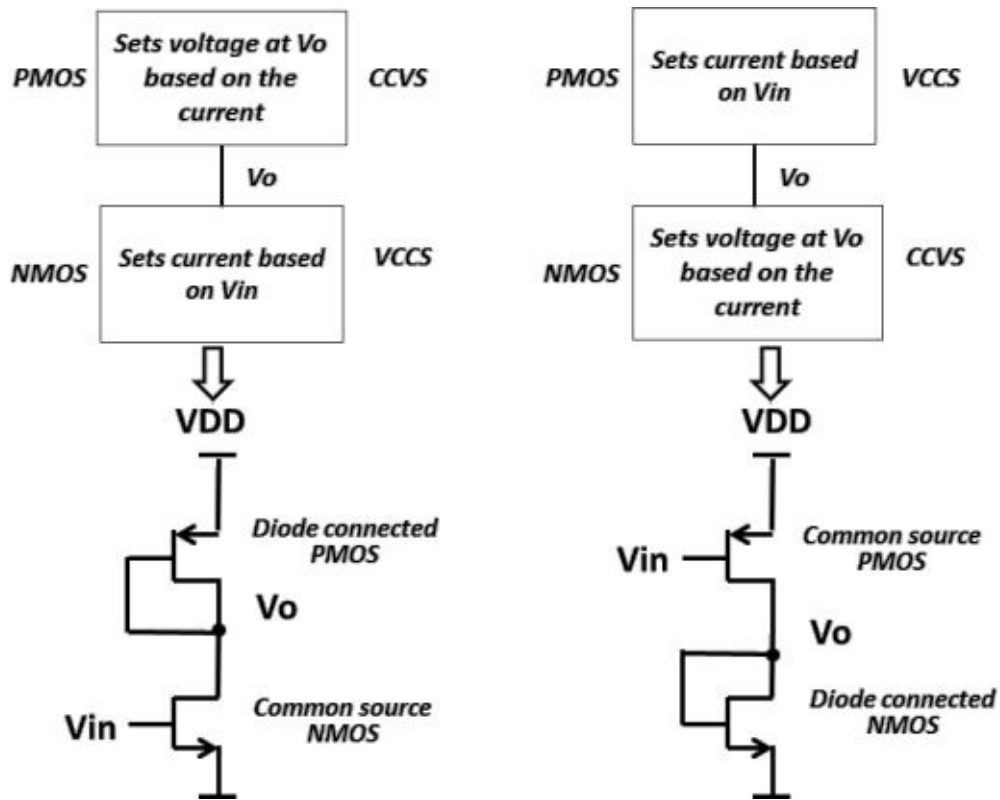 PMOS
Sets voltage at Vo
based on the
current
CCVS
Vo
NMOS
Sets current based
on Vin
VCCS
VDD
Diode connected
PMOS
Vo
Vin
Common source
NMOS
PMOS
Sets current based
on Vin
VCCS
Vo
NMOS
Sets voltage at Vo
based on the
current
CCVS
VDD
Vin
Common source
PMOS
Vo
Diode connected
NMOS